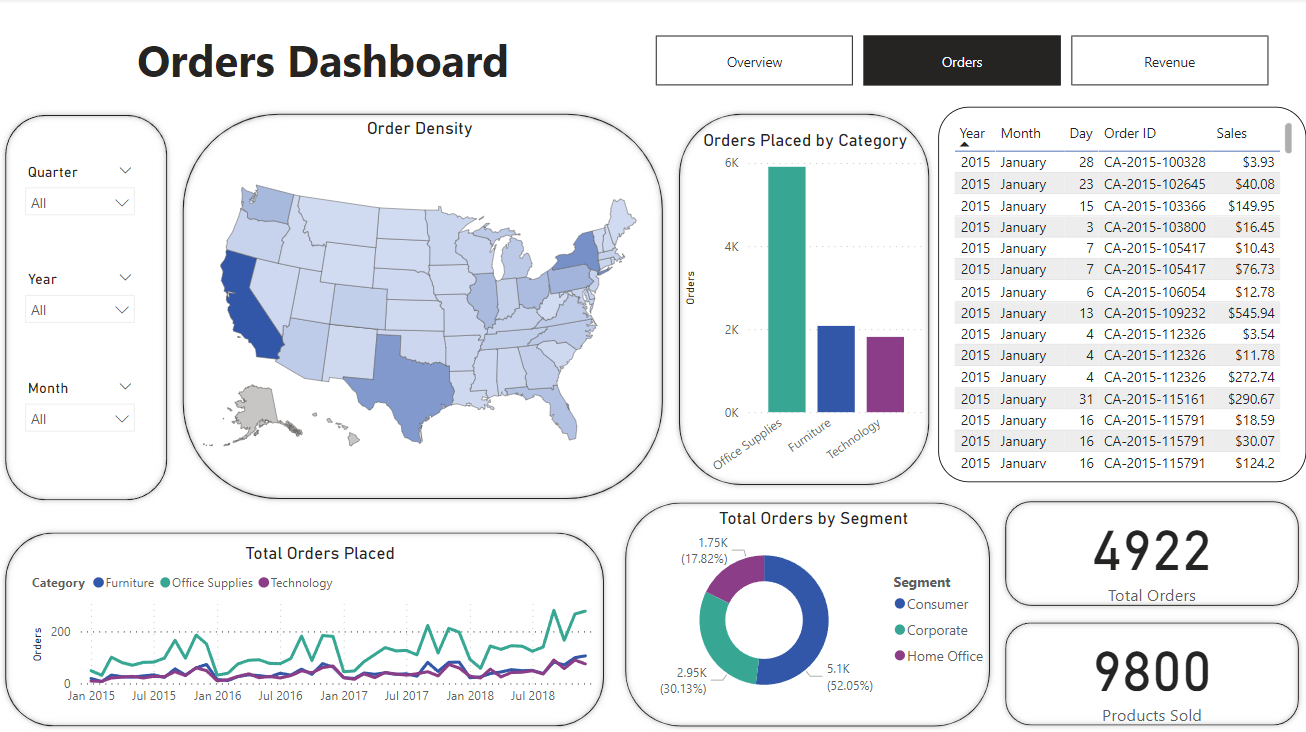 Orders Dashboard
Overview
Orders
Revenue
Quarter
All
Year
All
Month
All
Order Density
Orders Placed by Category
6K
4K
2K
0K
Orders
Office Supplies
Furniture
Technology
Year Month Day Order ID Sales
2015 January 28 CA-2015-100328 $3.93
2015 January 23 CA-2015-102645 $40.08
2015 January 15 CA-2015-103366 $149.95
2015 January 3 CA-2015-103800 $16.45
2015 January 7 CA-2015-105417 $10.43
2015 January 7 CA-2015-105417 $76.73
2015 January 6 CA-2015-106054 $12.78
2015 January 13 CA-2015-109232 $545.94
2015 January 4 CA-2015-112326 $3.54
2015 January 4 CA-2015-112326 $11.78
2015 January 4 CA-2015-112326 $272.74
2015 January 31 CA-2015-115161 $290.67
2015 January 16 CA-2015-115791 $18.59
2015 January 16 CA-2015-115791 $30.07
2015 January 16 CA-2015-115791 $124.2
Total Orders Placed
Category Furniture Office Supplies Technology
Orders
200
0
Jan 2015 Jul 2015 Jan 2016 Jul 2016 Jan 2017 Jul 2017 Jan 2018 Jul 2018
Total Orders by Segment
1.75K
(17.82%)
2.95K
(30.13%)
5.1K
(52.05%)
Segment
Consumer
Corporate
Home Office
4922
Total Orders
9800
Products Sold